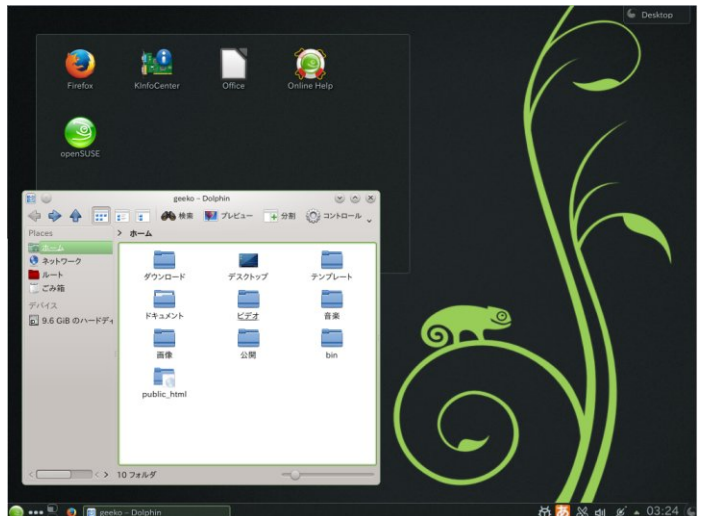 Desktop
Firefox KInfoCenter Office Online Help
openSUSE
geeko – Dolphin
検索 プレビュー 分割 コントロール
Places
ホーム
ネットワーク
ルート
ごみ箱
デバイス
9.6 GiB のハードディ
> ホーム
ダウンロード デスクトップ テンプレート
ドキュメント ビデオ 音楽
画像 公開 bin
public_html
10 フォルダ
geeko – Dolphin
あ 03:24